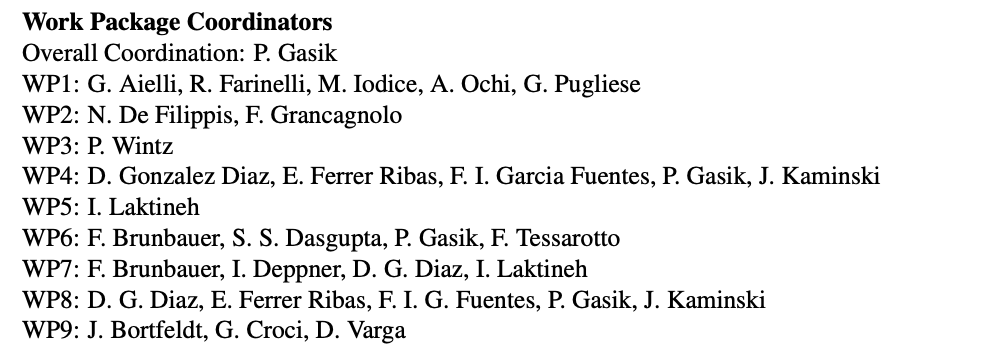 Work Package Coordinators
Overall Coordination: P. Gasik
WP1: G. Aielli, R. Farinelli, M. Iodice, A. Ochi, G. Pugliese
WP2: N. De Filippis, F. Grancagnolo
WP3: P. Wintz
WP4: D. Gonzalez Diaz, E. Ferrer Ribas, F. I. Garcia Fuentes, P. Gasik, J. Kaminski
WP5: I. Laktineh
WP6: F. Brunbauer, S. S. Dasgupta, P. Gasik, F. Tessarotto
WP7: F. Brunbauer, I. Deppner, D. G. Diaz, I. Laktineh
WP8: D. G. Diaz, E. Ferrer Ribas, F. I. G. Fuentes, P. Gasik, J. Kaminski
WP9: J. Bortfeldt, G. Croci, D. Varga